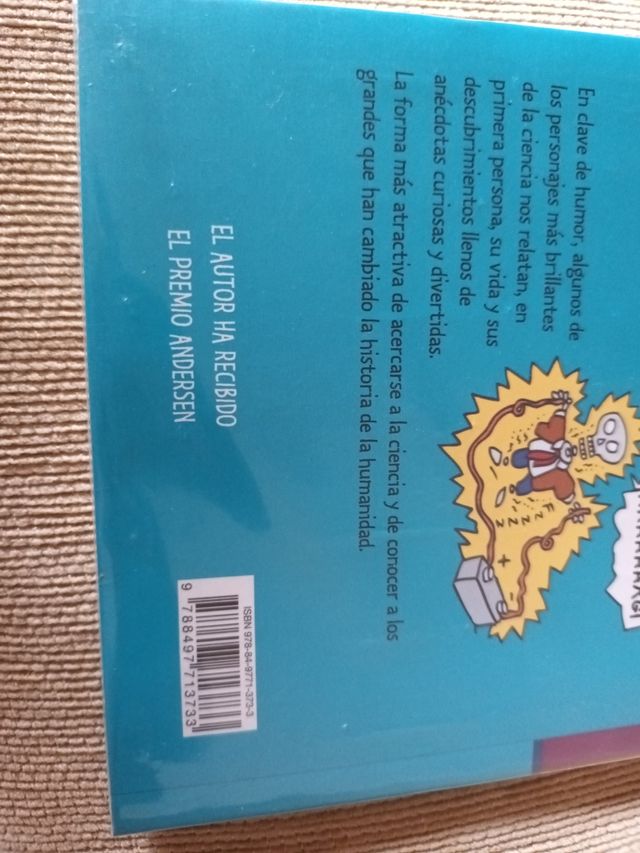 En clave de humor, algunos de
los personajes más brillantes
de la ciencia nos relatan, en
primera persona, su vida y sus
descubrimientos llenos de
anécdotas curiosas y divertidas.
La forma más atractiva de acercarse a la ciencia y de conocer a los
grandes que han cambiado la historia de la humanidad.
+ -
EL AUTOR HA RECIBIDO
EL PREMIO ANDERSEN
ISBN 978-84-9771-373-3
9 788497 713733